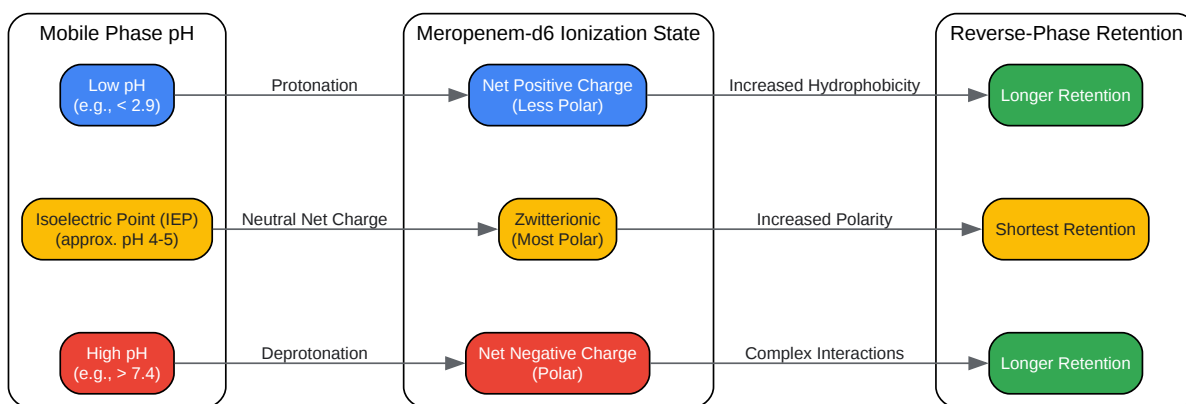 Mobile Phase pH
Meropenem-d6 Ionization State
Reverse-Phase Retention
Low pH
(e.g., < 2.9)
Protonation
Net Positive Charge
(Less Polar)
Increased Hydrophobicity
Longer Retention
Isoelectric Point (IEP)
(approx. pH 4-5)
Neutral Net Charge
Zwitterionic
(Most Polar)
Increased Polarity
Shortest Retention
High pH
(e.g., > 7.4)
Deprotonation
Net Negative Charge
(Polar)
Complex Interactions
Longer Retention